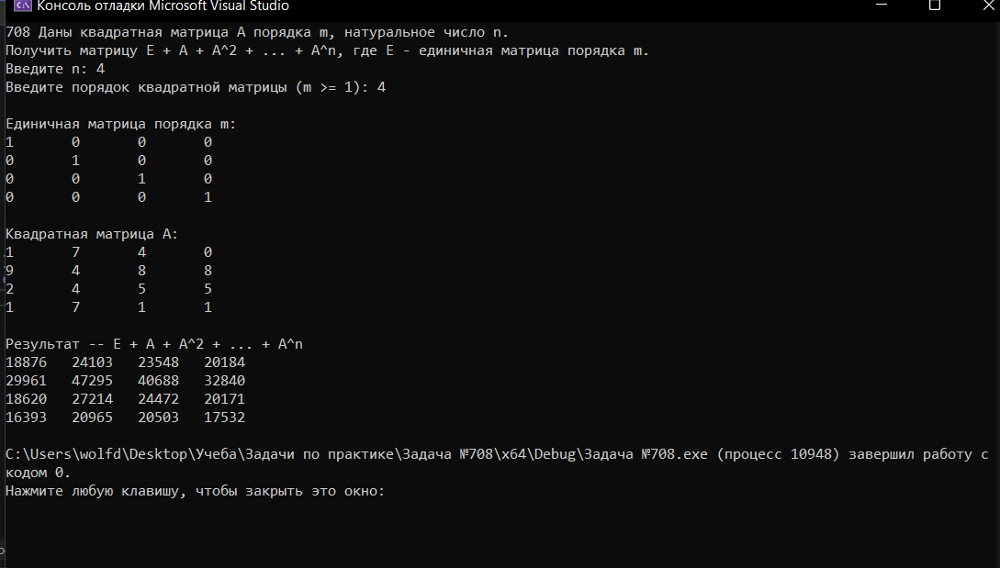 Консоль отладки Microsoft Visual Studio
708 Даны квадратная матрица A порядка m, натуральное число n.
Получить матрицу E + A + A^2 + ... + A^n, где E - единичная матрица порядка m.
Введите n: 4
Введите порядок квадратной матрицы (m >= 1): 4
Единичная матрица порядка m:
1 0 0 0
0 1 0 0
0 0 1 0
0 0 0 1
Квадратная матрица A:
1 7 4 0
9 4 8 8
2 4 5 5
1 7 1 1
Результат -- E + A + A^2 + ... + A^n
18876 24103 23548 20184
29961 47295 40688 32840
18620 27214 24472 20171
16393 20965 20503 17532
C:\Users\wolfd\Desktop\Учеба\Задачи по практике\Задача №708\x64\Debug\Задача №708.exe (процесс 10948) завершил работу с
кодом 0.
Нажмите любую клавишу, чтобы закрыть это окно: